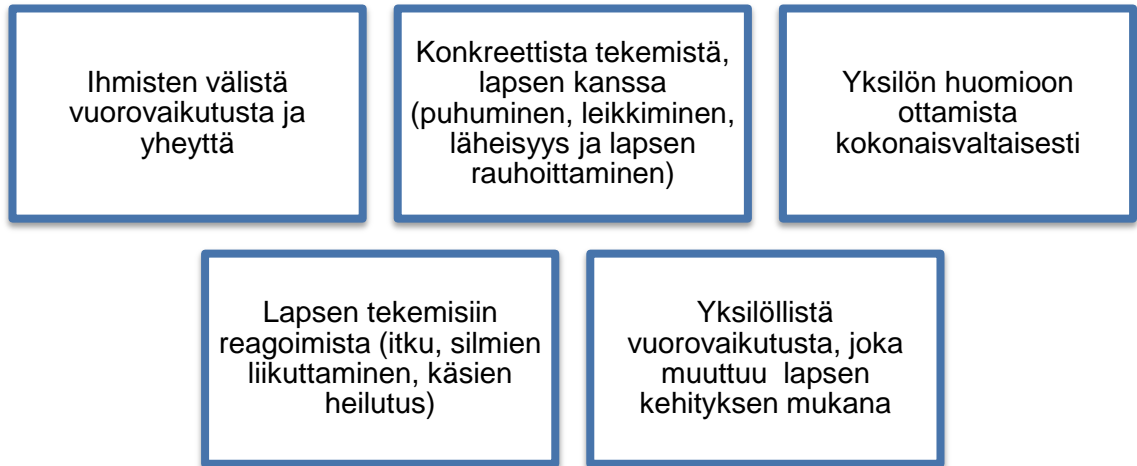 Ihmisten välistä
vuorovaikutusta ja
yheyttä
Konkreettista tekemistä,
lapsen kanssa
(puhuminen, leikkiminen,
läheisyys ja lapsen
rauhoittaminen)
Yksilön huomioon
ottamista
kokonaisvaltaisesti
Lapsen tekemisiin
reagoimista (itku, silmien
liikuttaminen, käsien
heilutus)
Yksilöllistä
vuorovaikutusta, joka
muuttuu  lapsen
kehityksen mukana